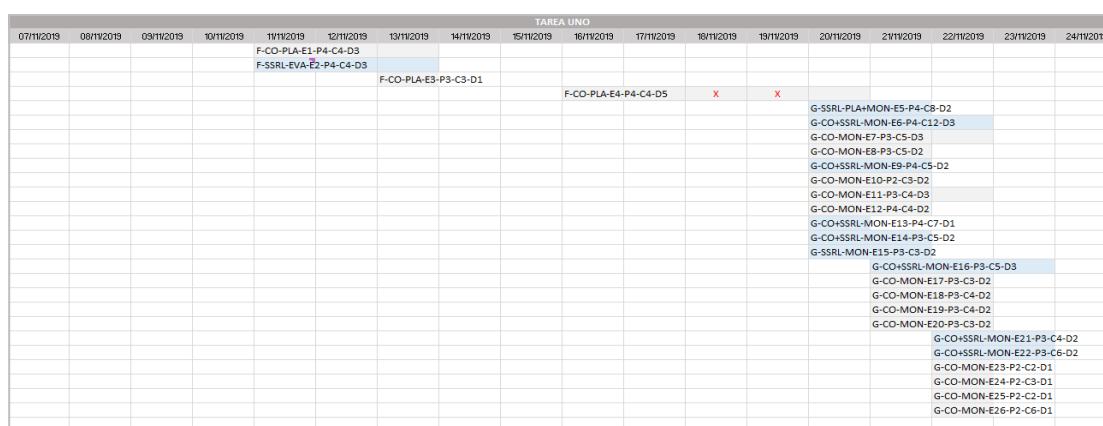 TAREA UNO
07/11/2019 08/11/2019 09/11/2019 10/11/2019 11/11/2019 12/11/2019 13/11/2019 14/11/2019 15/11/2019 16/11/2019 17/11/2019 18/11/2019 19/11/2019 20/11/2019 21/11/2019 22/11/2019 23/11/2019 24/11/201
F-CO-PLA-E1-P4-C4-D3
F-SSRL-EVA-E2-P4-C4-D3
F-CO-PLA-E3-P3-C3-D1
F-CO-PLA-E4-P4-C4-D5 X X
G-SSRL-PLA+MON-E5-P4-C8-D2
G-CO+SSRL-MON-E6-P4-C12-D3
G-CO-MON-E7-P3-C5-D3
G-CO-MON-E8-P3-C5-D2
G-CO+SSRL-MON-E9-P4-C5-D2
G-CO-MON-E10-P2-C3-D2
G-CO-MON-E11-P3-C4-D3
G-CO-MON-E12-P4-C4-D2
G-CO+SSRL-MON-E13-P4-C7-D1
G-CO+SSRL-MON-E14-P3-C5-D2
G-SSRL-MON-E15-P3-C3-D2
G-CO+SSRL-MON-E16-P3-C5-D3
G-CO-MON-E17-P3-C3-D2
G-CO-MON-E18-P3-C4-D2
G-CO-MON-E19-P3-C4-D2
G-CO-MON-E20-P3-C3-D2
G-CO+SSRL-MON-E21-P3-C4-D2
G-CO+SSRL-MON-E22-P3-C6-D2
G-CO-MON-E23-P2-C2-D1
G-CO-MON-E24-P2-C3-D1
G-CO-MON-E25-P2-C2-D1
G-CO-MON-E26-P2-C6-D1